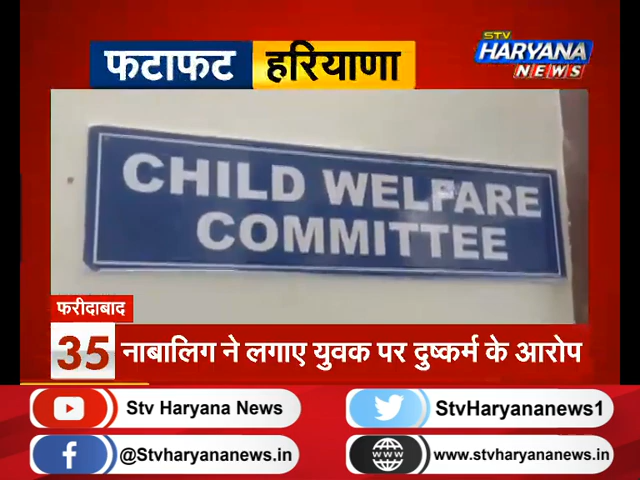 फटाफट हरियाणा
STV
HARYANA
NEWS
CHILD WELFARE
COMMITTEE
फरीदाबाद
35 नाबालिग ने लगाए युवक पर दुष्कर्म के आरोप
Stv Haryana News
StvHaryananews1
@Stvharyananews.in
www.stvharyananews.in